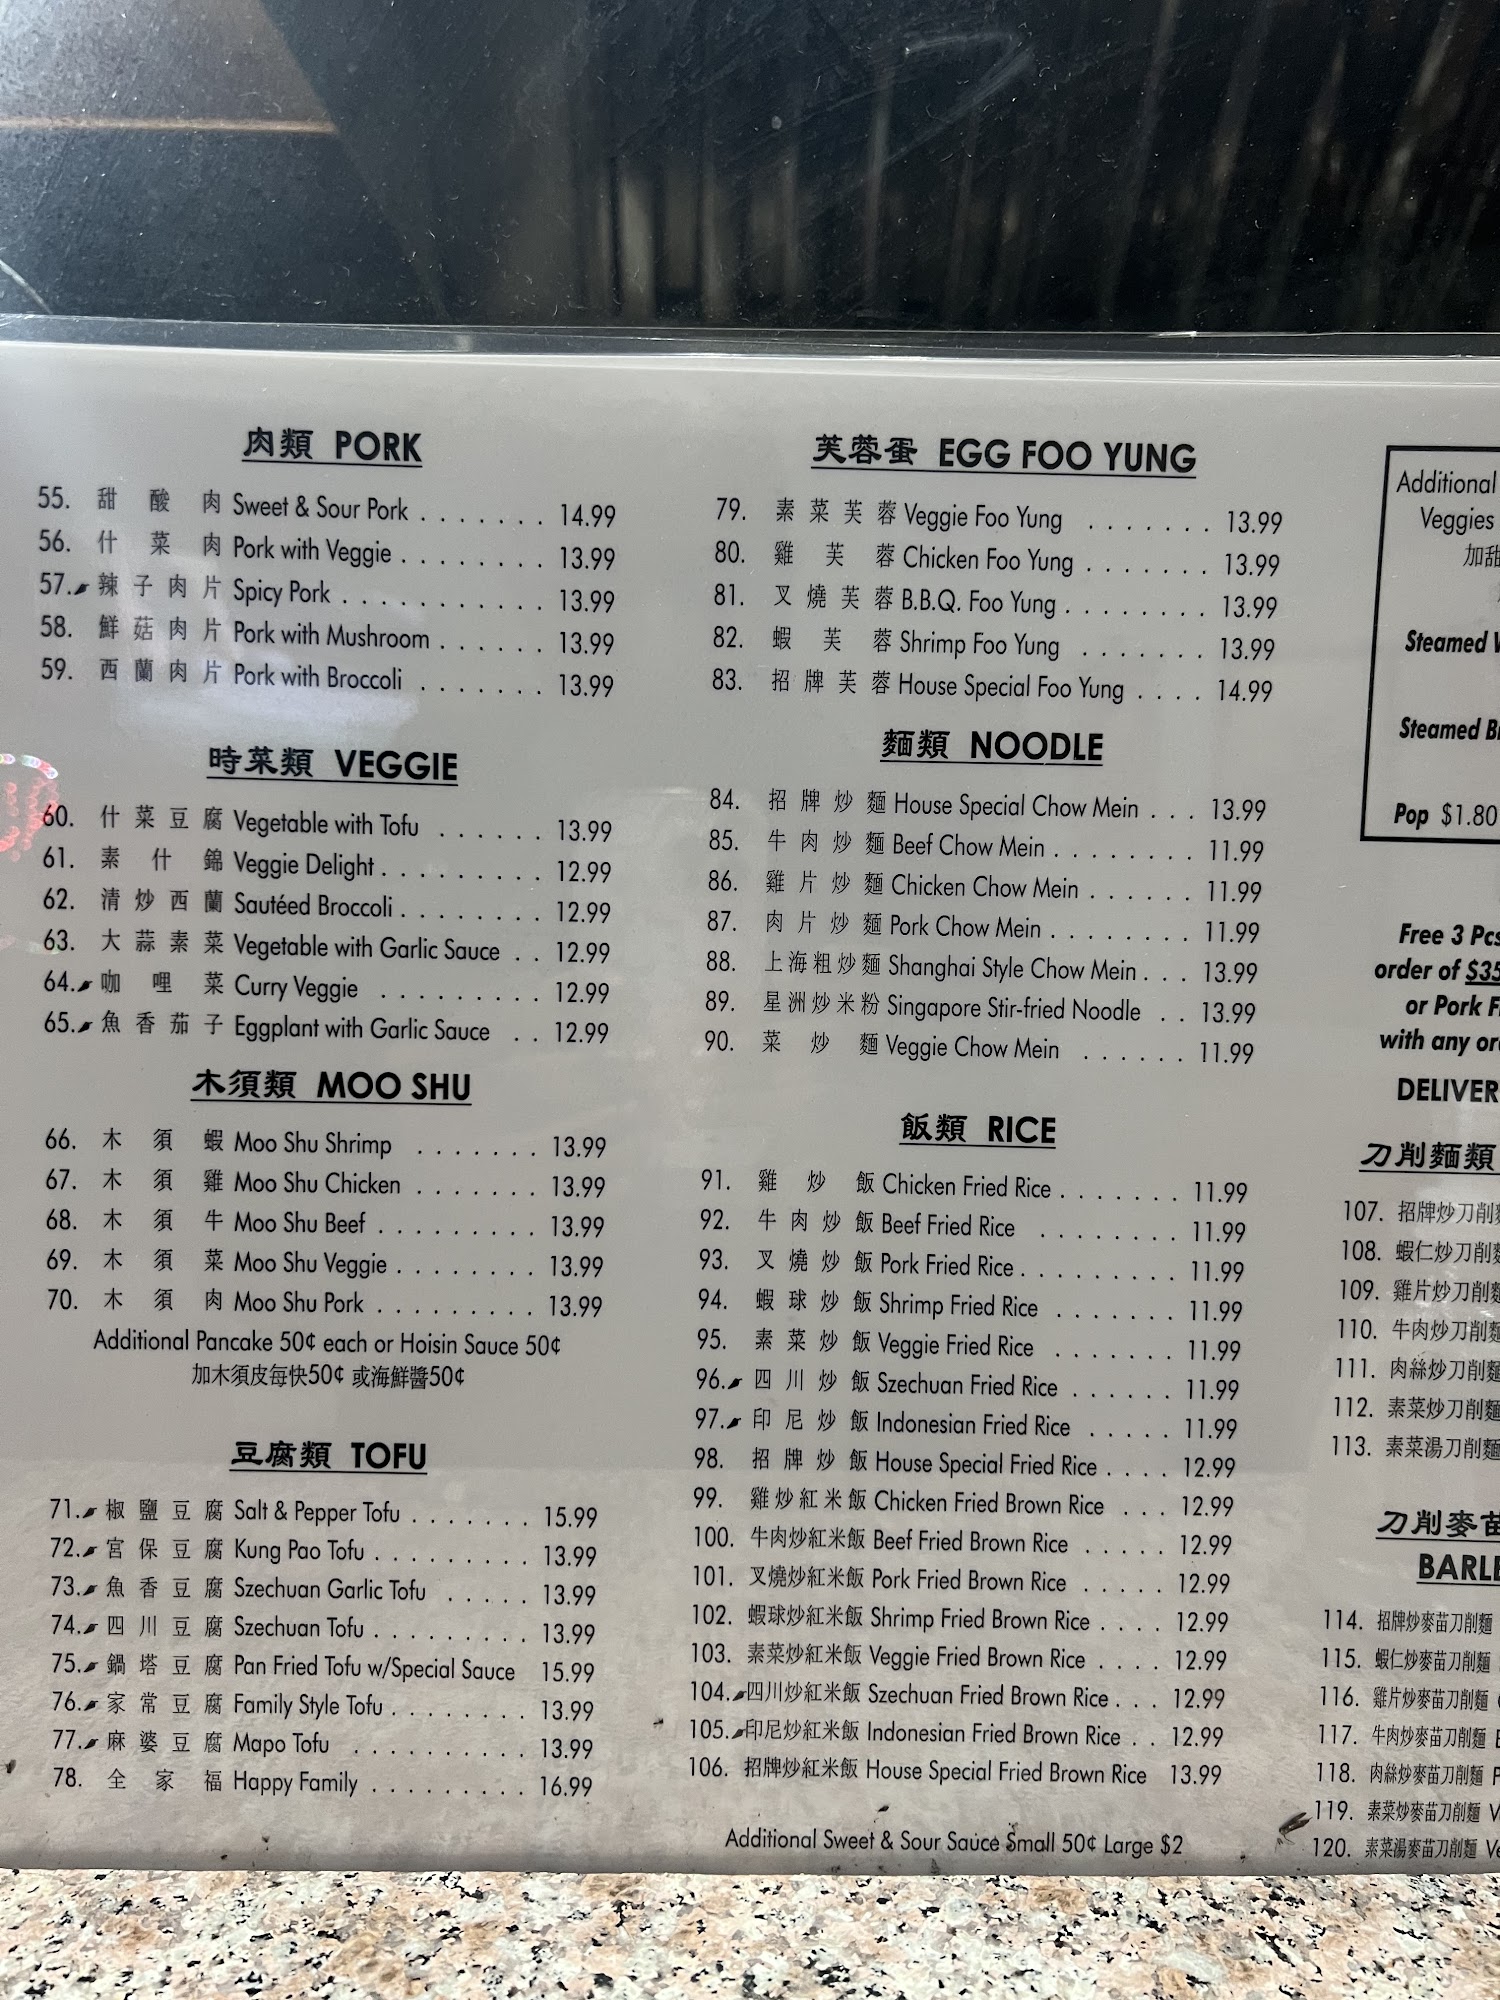 肉類 PORK
55. 甜酸肉 Sweet & Sour Pork . . . . . . . 14.99
56. 什菜肉 Pork with Veggie . . . . . . . . 13.99
57. 辣子肉片 Spicy Pork . . . . . . . . . . . 13.99
58. 鮮菇肉片 Pork with Mushroom . . . . . . 13.99
59. 西蘭肉片 Pork with Broccoli . . . . . . . 13.99
時菜類 VEGGIE
60. 什菜豆腐 Vegetable with Tofu . . . . . . 13.99
61. 素什錦 Veggie Delight . . . . . . . . . 12.99
62. 清炒西蘭 Sautéed Broccoli . . . . . . . . 12.99
63. 大蒜素菜 Vegetable with Garlic Sauce . . 12.99
64. 咖哩菜 Curry Veggie . . . . . . . . . 12.99
65. 魚香茄子 Eggplant with Garlic Sauce . . 12.99
木須類 MOO SHU
66. 木須蝦 Moo Shu Shrimp . . . . . . . 13.99
67. 木須雞 Moo Shu Chicken . . . . . . . 13.99
68. 木須牛 Moo Shu Beef . . . . . . . . . 13.99
69. 木須菜 Moo Shu Veggie . . . . . . . . 13.99
70. 木須肉 Moo Shu Pork . . . . . . . . . 13.99
Additional Pancake 50¢ each or Hoisin Sauce 50¢
加木須皮每快50¢ 或海鮮醬50¢
豆腐類 TOFU
71. 椒鹽豆腐 Salt & Pepper Tofu . . . . . . . 15.99
72. 宮保豆腐 Kung Pao Tofu . . . . . . . . . 13.99
73. 魚香豆腐 Szechuan Garlic Tofu . . . . . 13.99
74. 四川豆腐 Szechuan Tofu . . . . . . . . . 13.99
75. 鍋塔豆腐 Pan Fried Tofu w/Special Sauce 15.99
76. 家常豆腐 Family Style Tofu . . . . . . . . 13.99
77. 麻婆豆腐 Mapo Tofu . . . . . . . . . . 13.99
78. 全家福 Happy Family . . . . . . . . . 16.99
芙蓉蛋 EGG FOO YUNG
79. 素菜芙蓉 Veggie Foo Yung . . . . . . . 13.99
80. 雞芙蓉 Chicken Foo Yung . . . . . . . 13.99
81. 叉燒芙蓉 B.B.Q. Foo Yung . . . . . . . . 13.99
82. 蝦芙蓉 Shrimp Foo Yung . . . . . . . 13.99
83. 招牌芙蓉 House Special Foo Yung . . . . 14.99
麵類 NOODLE
84. 招牌炒麵 House Special Chow Mein . . . 13.99
85. 牛肉炒麵 Beef Chow Mein . . . . . . . . 11.99
86. 雞片炒麵 Chicken Chow Mein . . . . . . 11.99
87. 肉片炒麵 Pork Chow Mein . . . . . . . . 11.99
88. 上海粗炒麵 Shanghai Style Chow Mein . . . 13.99
89. 星洲炒米粉 Singapore Stir-fried Noodle . . 13.99
90. 菜炒麵 Veggie Chow Mein . . . . . . 11.99
飯類 RICE
91. 雞炒飯 Chicken Fried Rice . . . . . . . 11.99
92. 牛肉炒飯 Beef Fried Rice . . . . . . . . 11.99
93. 叉燒炒飯 Pork Fried Rice . . . . . . . . . 11.99
94. 蝦球炒飯 Shrimp Fried Rice . . . . . . . 11.99
95. 素菜炒飯 Veggie Fried Rice . . . . . . . 11.99
96. 四川炒飯 Szechuan Fried Rice . . . . . . 11.99
97. 印尼炒飯 Indonesian Fried Rice . . . . . 11.99
98. 招牌炒飯 House Special Fried Rice . . . . 12.99
99. 雞炒紅米飯 Chicken Fried Brown Rice . . . 12.99
100. 牛肉炒紅米飯 Beef Fried Brown Rice . . . . . 12.99
101. 叉燒炒紅米飯 Pork Fried Brown Rice . . . . . 12.99
102. 蝦球炒紅米飯 Shrimp Fried Brown Rice . . . . 12.99
103. 素菜炒紅米飯 Veggie Fried Brown Rice . . . . 12.99
104. 四川炒紅米飯 Szechuan Fried Brown Rice . . . 12.99
105. 印尼炒紅米飯 Indonesian Fried Brown Rice . . 12.99
106. 招牌炒紅米飯 House Special Fried Brown Rice 13.99
Additional Sweet & Sour Sauce Small 50¢ Large $2
Additional
Veggies
加甜
Steamed
Steamed
Pop $1.80
Free 3 Pcs
order of $35
or Pork
with any
DELIVER
刀削麵類
107. 招牌炒刀削
108. 蝦仁炒刀削
109. 雞片炒刀削
110. 牛肉炒刀削
111. 肉絲炒刀削
112. 素菜炒刀削
113. 素菜湯刀削麵
刀削麥苗
BARLE
114. 招牌炒麥苗刀削麵
115. 蝦仁炒麥苗刀削麵
116. 雞片炒麥苗刀削麵
117. 牛肉炒麥苗刀削麵
118. 肉絲炒麥苗刀削麵
119. 素菜炒麥苗刀削麵
120. 素菜湯麥苗刀削麵 Ve